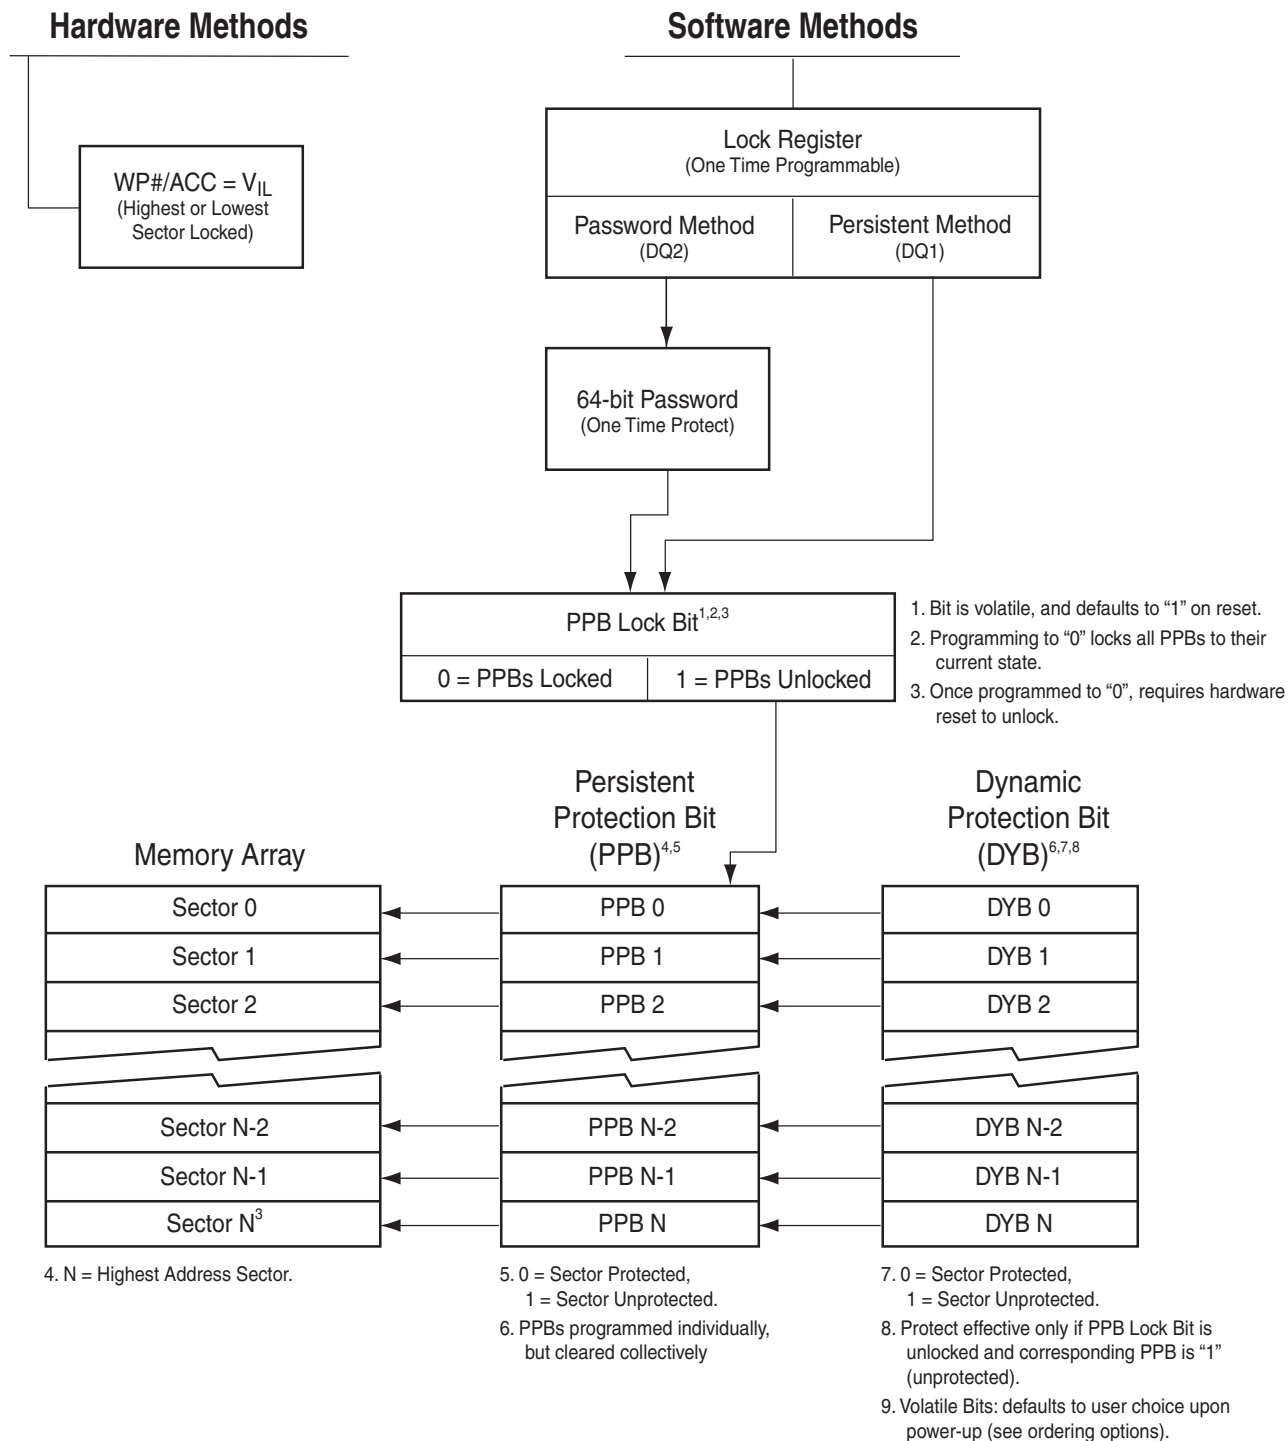 Hardware Methods
Software Methods
WP#/ACC = VIL
(Highest or Lowest
Sector Locked)
Lock Register
(One Time Programmable)
Password Method
(DQ2)
Persistent Method
(DQ1)
64-bit Password
(One Time Protect)
PPB Lock Bit1,2,3
0 = PPBs Locked
1 = PPBs Unlocked
1. Bit is volatile, and defaults to “1” on reset.
2. Programming to “0” locks all PPBs to their
current state.
3. Once programmed to “0”, requires hardware
reset to unlock.
Memory Array
Sector 0
Sector 1
Sector 2
Sector N-2
Sector N-1
Sector N3
4. N = Highest Address Sector.
Persistent
Protection Bit
(PPB)4,5
PPB 0
PPB 1
PPB 2
PPB N-2
PPB N-1
PPB N
5. 0 = Sector Protected,
1 = Sector Unprotected.
6. PPBs programmed individually,
but cleared collectively
Dynamic
Protection Bit
(DYB)6,7,8
DYB 0
DYB 1
DYB 2
DYB N-2
DYB N-1
DYB N
7. 0 = Sector Protected,
1 = Sector Unprotected.
8. Protect effective only if PPB Lock Bit is
unlocked and corresponding PPB is “1”
(unprotected).
9. Volatile Bits: defaults to user choice upon
power-up (see ordering options).